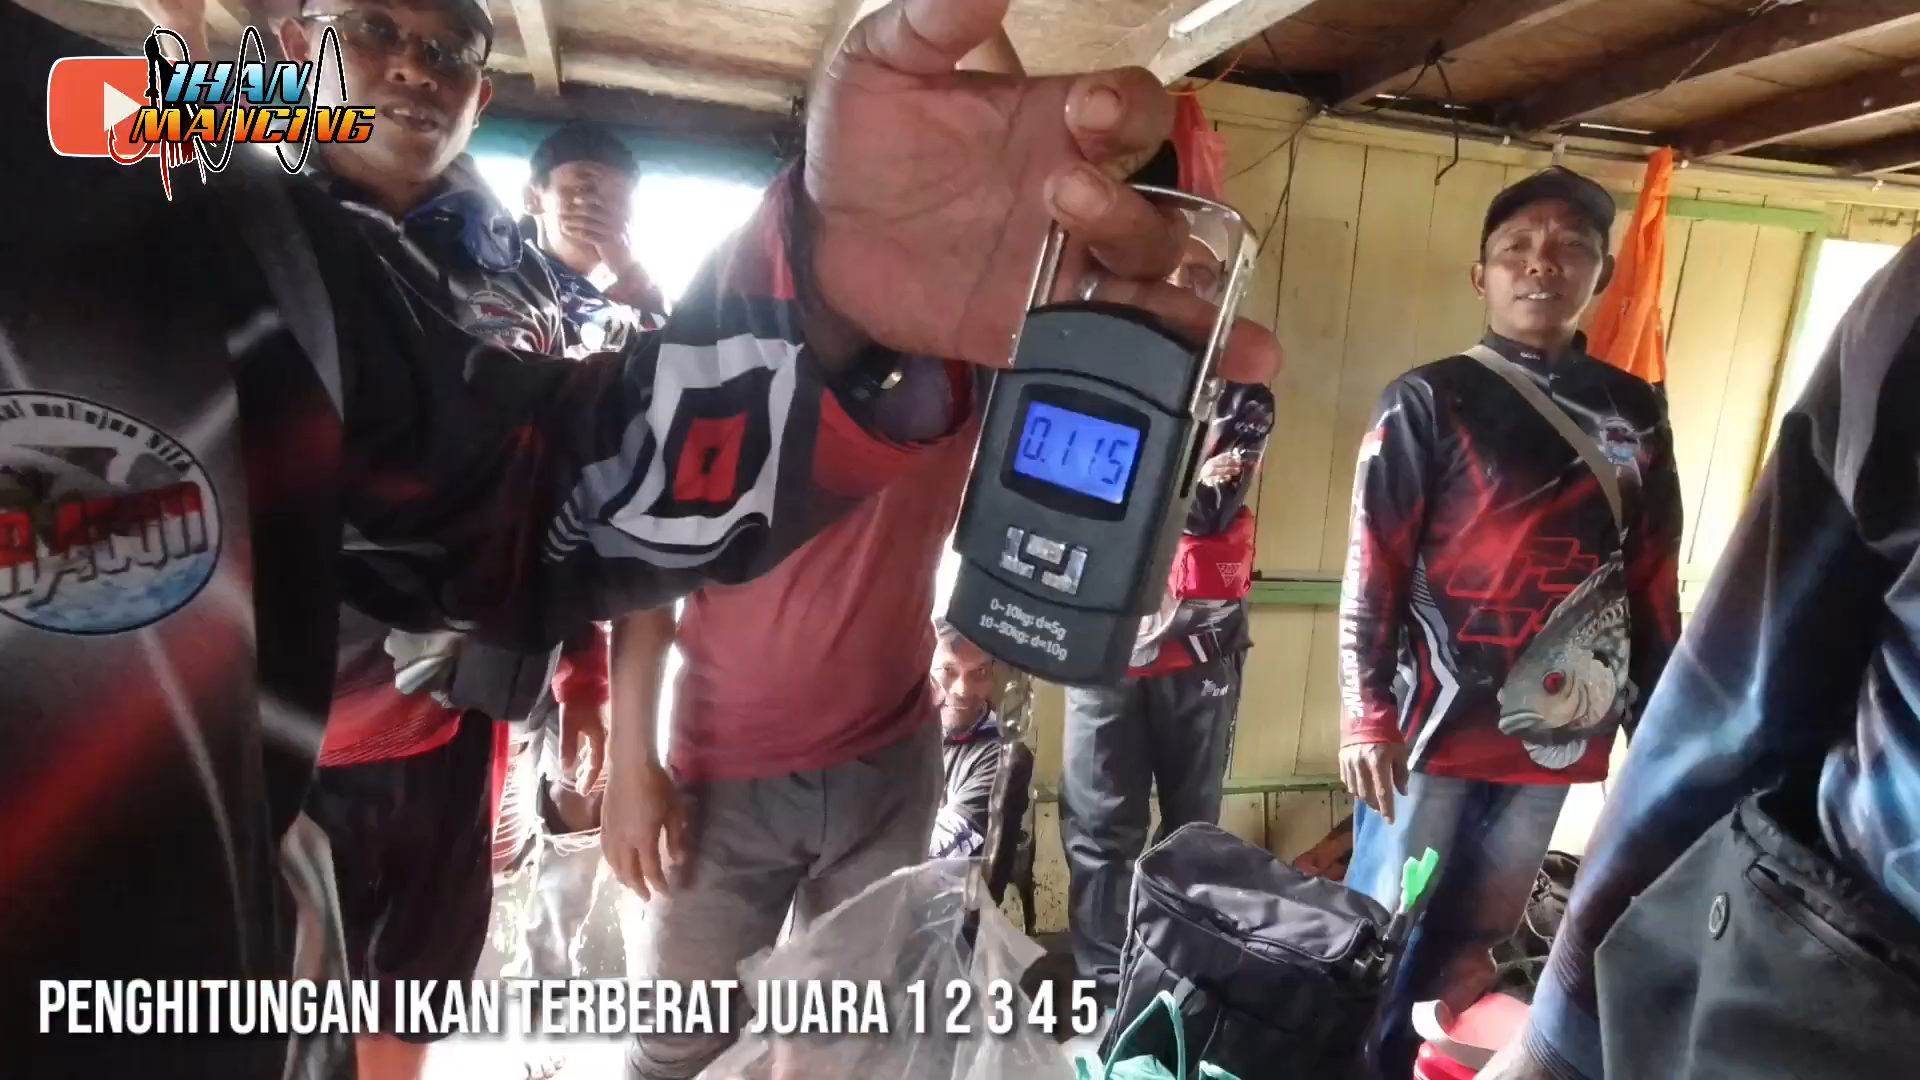 IHAN
MANCING
0.115
0~10kg: d=5g
10~50kg: d=10g
PENGHITUNGAN IKAN TERBERAT JUARA 1 2 3 4 5